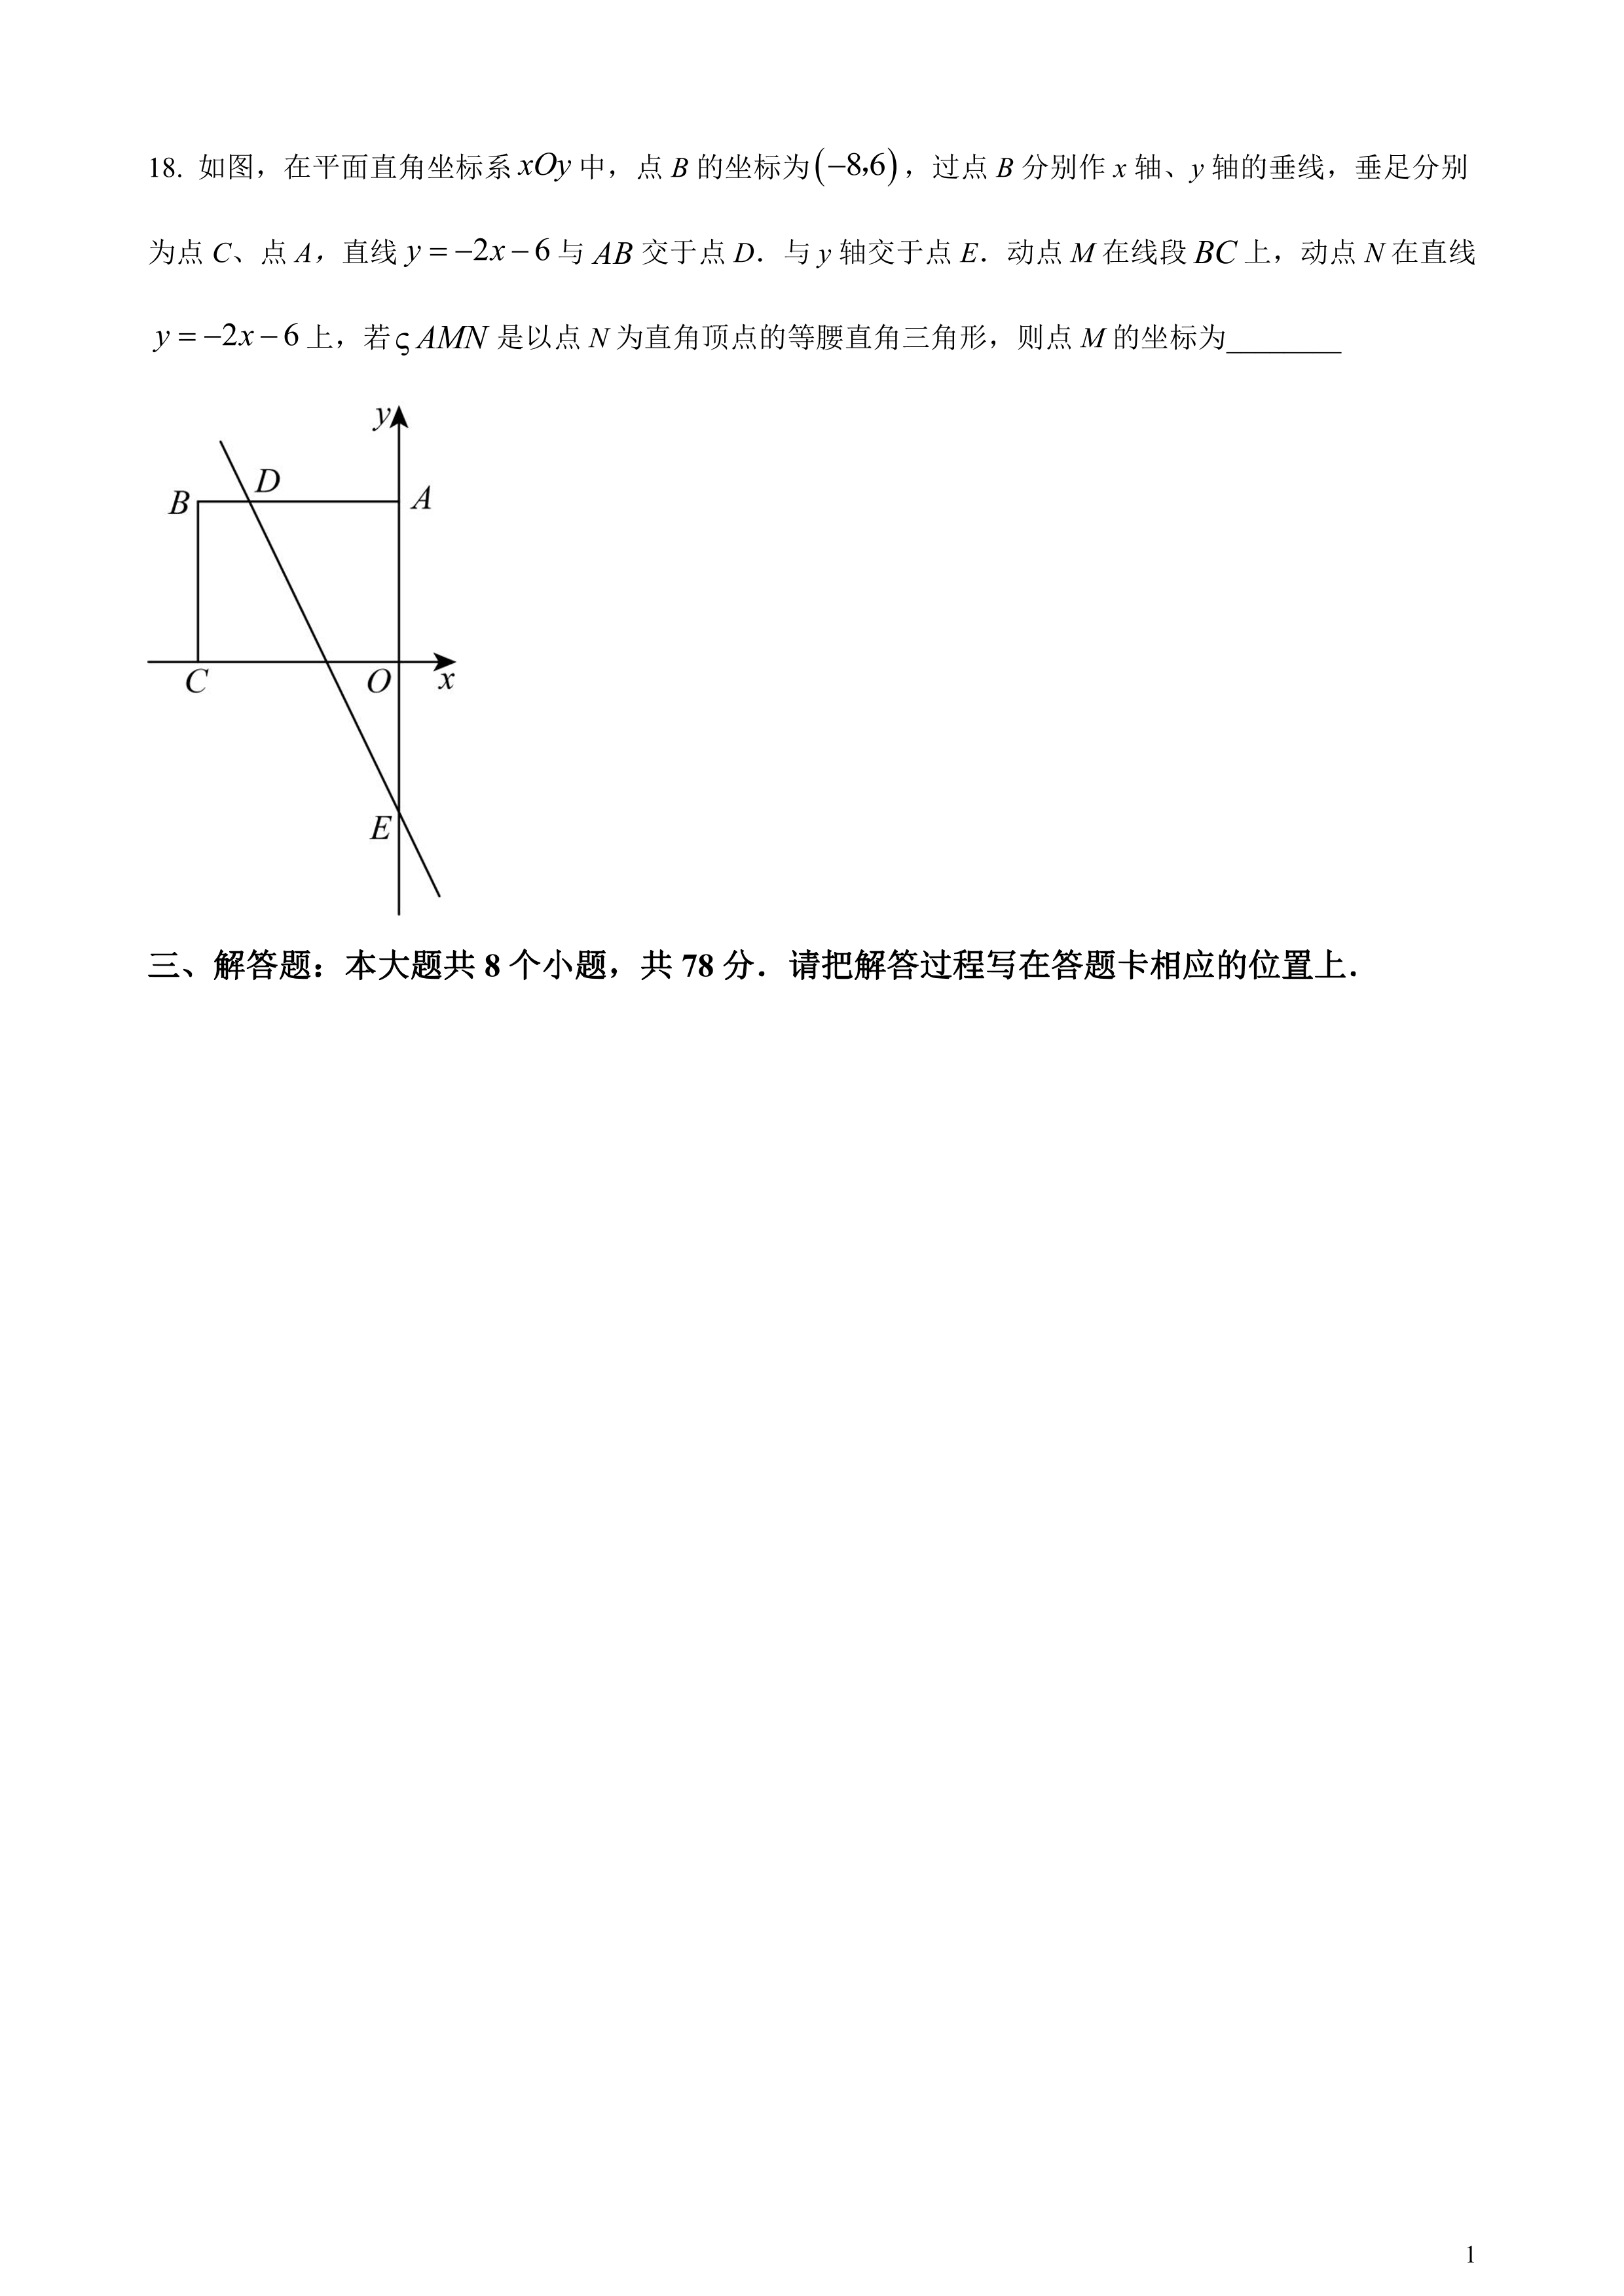 18. 如图，在平面直角坐标系xOy中，点 B 的坐标为(−8,6)，过点 B 分别作 x 轴、y 轴的垂线，垂足分别
为点 C、点 A，直线 y = −2x − 6 与 AB 交于点 D．与 y 轴交于点 E．动点 M 在线段 BC 上，动点 N 在直线
y = −2x − 6 上，若 ς AMN 是以点 N 为直角顶点的等腰直角三角形，则点 M 的坐标为________
y
D
B
A
C
O
x
E
三、解答题：本大题共 8 个小题，共 78 分．请把解答过程写在答题卡相应的位置上．
1